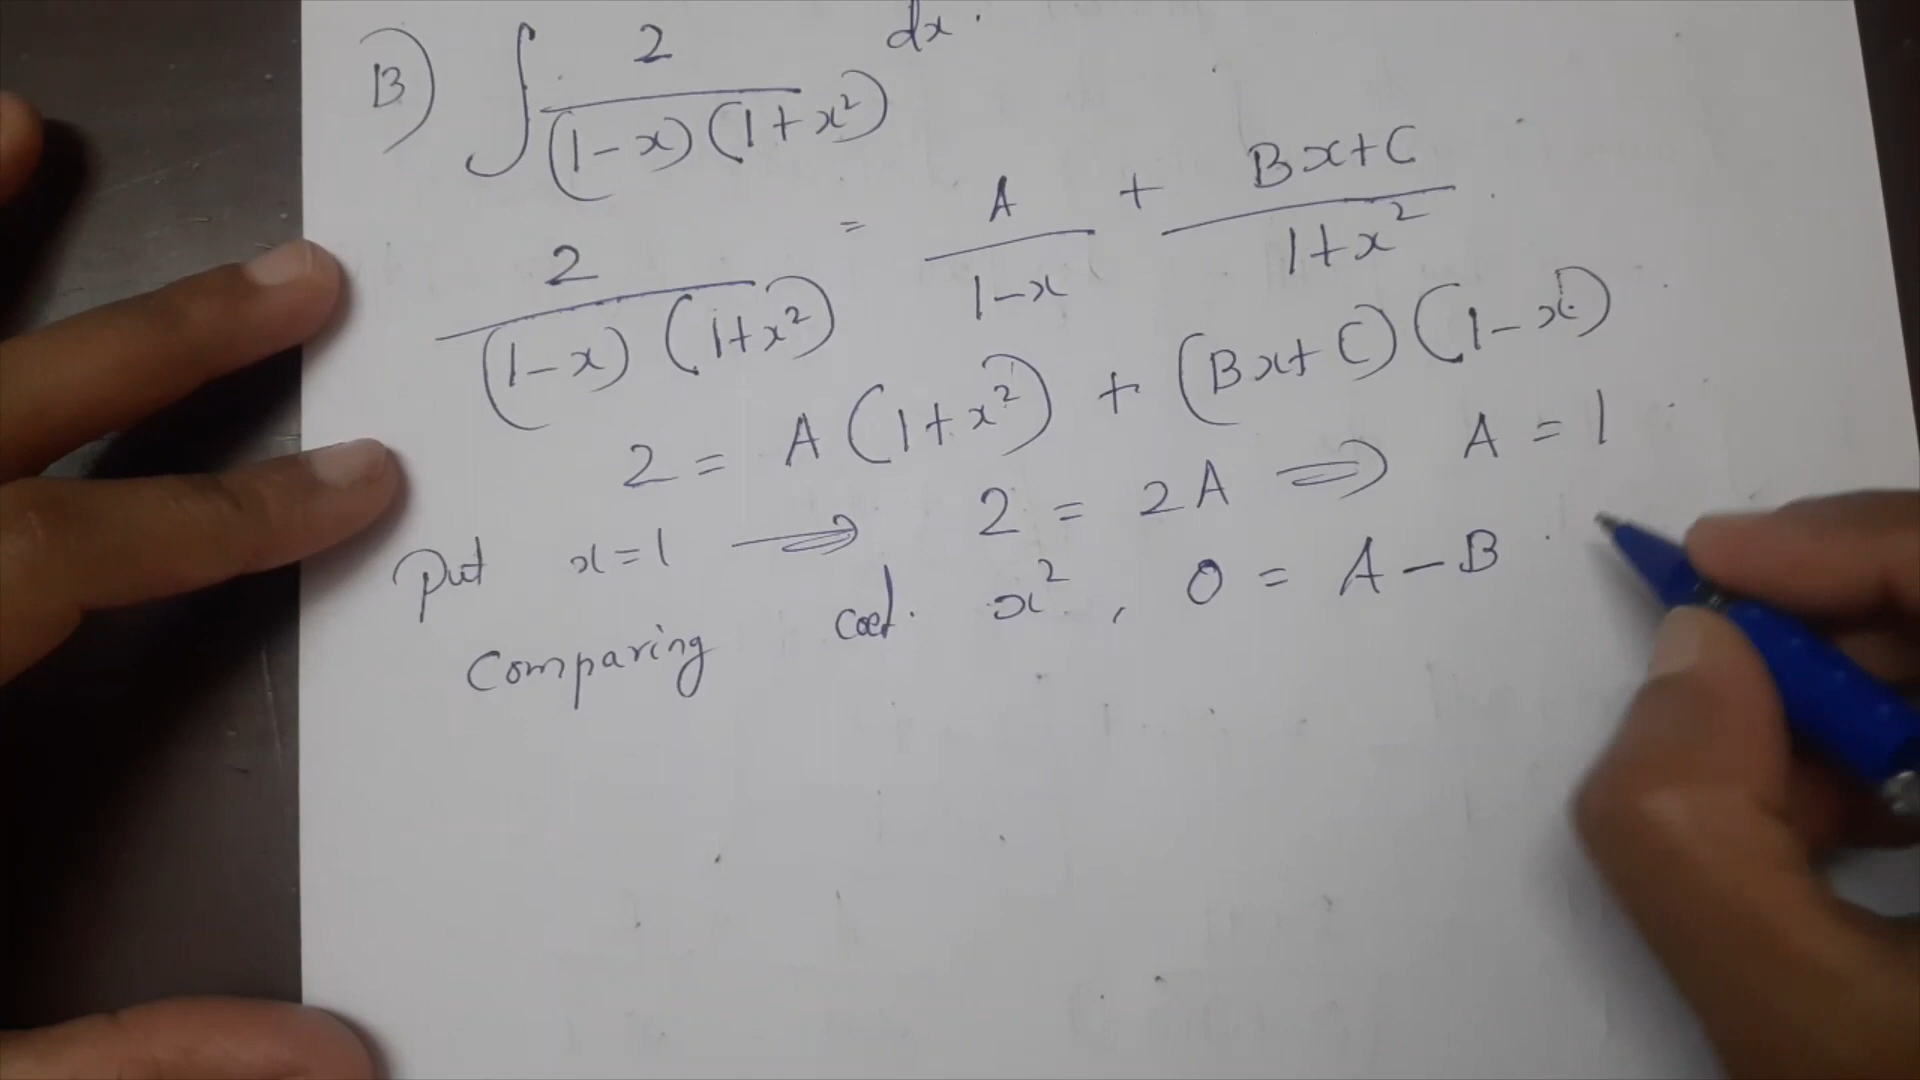 B) ∫ 2/((1-x)(1+x²)) dx.
2/((1-x)(1+x²)) = A/(1-x) + (Bx+C)/(1+x²)
2 = A(1+x²) + (Bx+C)(1-x)
Put x=1 ⟹ 2 = 2A ⟹ A = 1
Comparing coef. x², 0 = A-B